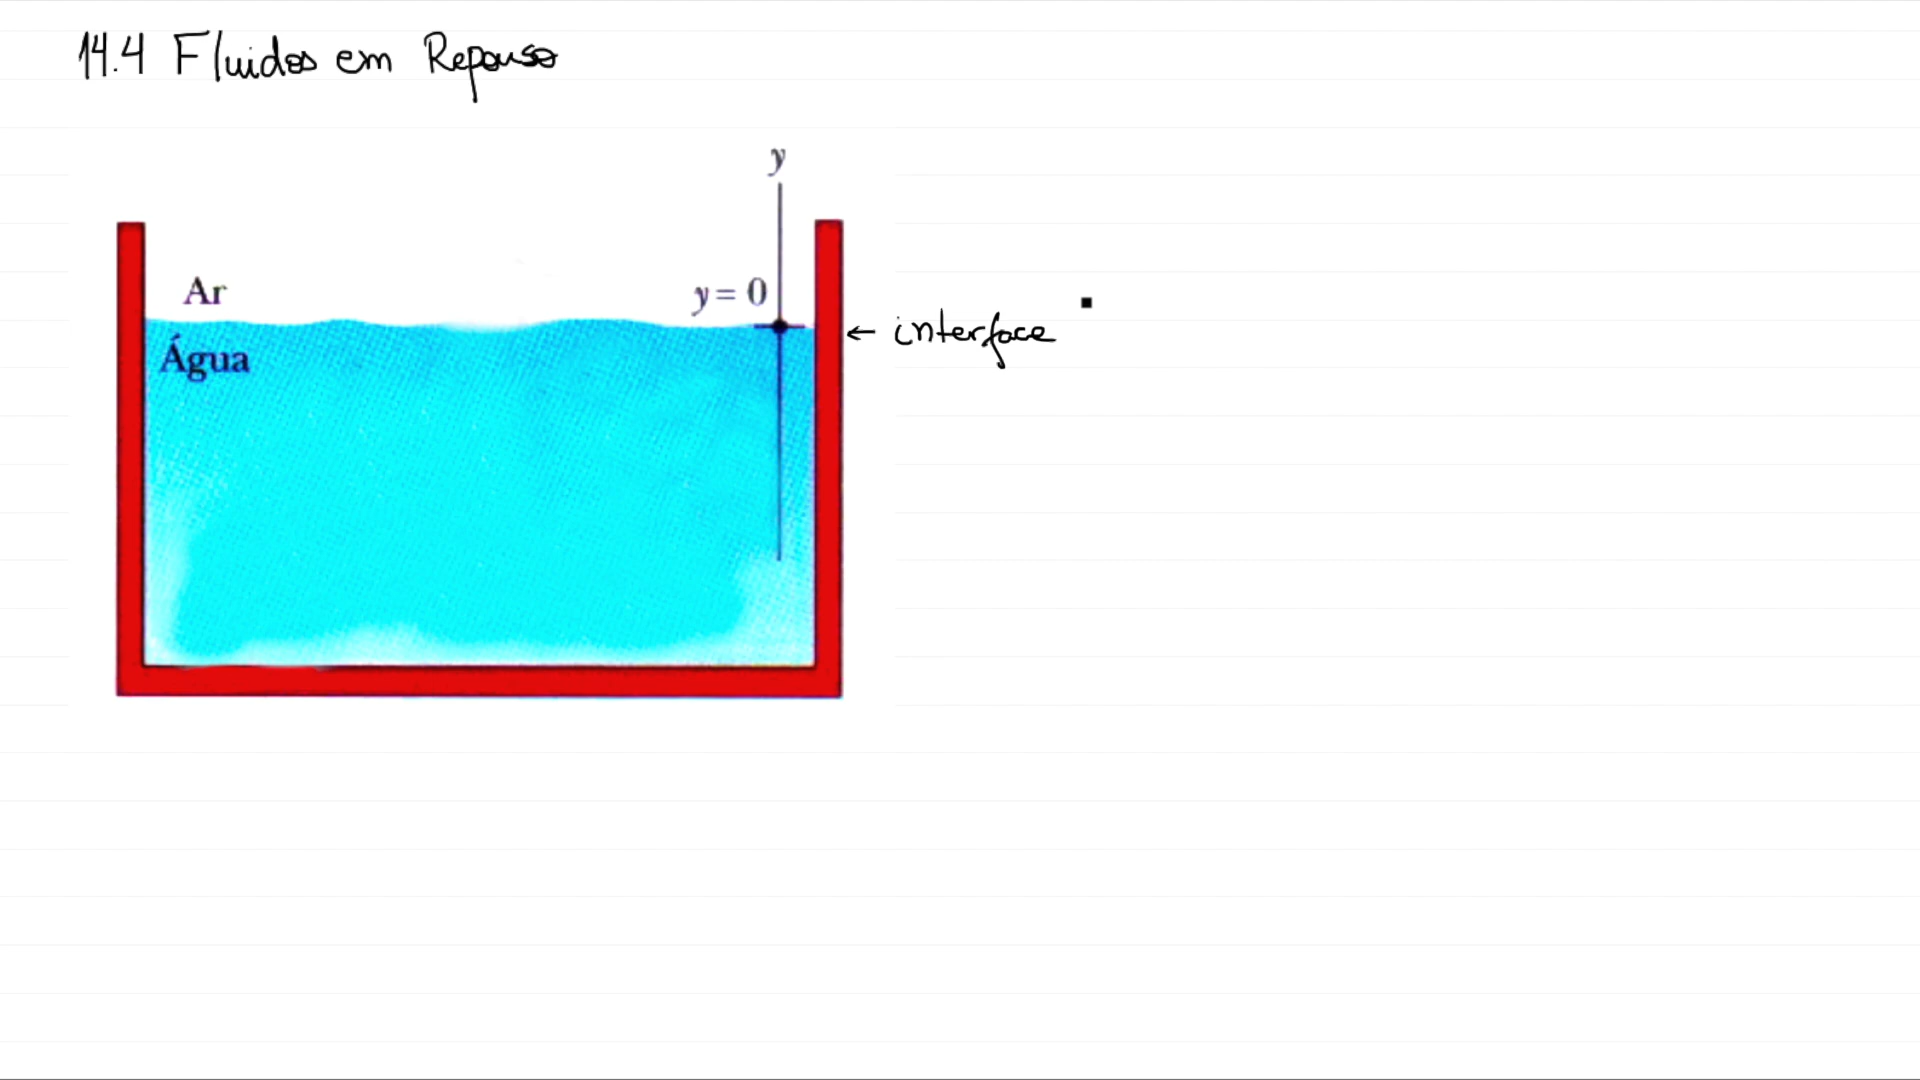 14.4 Fluidos em Repouso
y
Ar
y = 0
← interface
Água